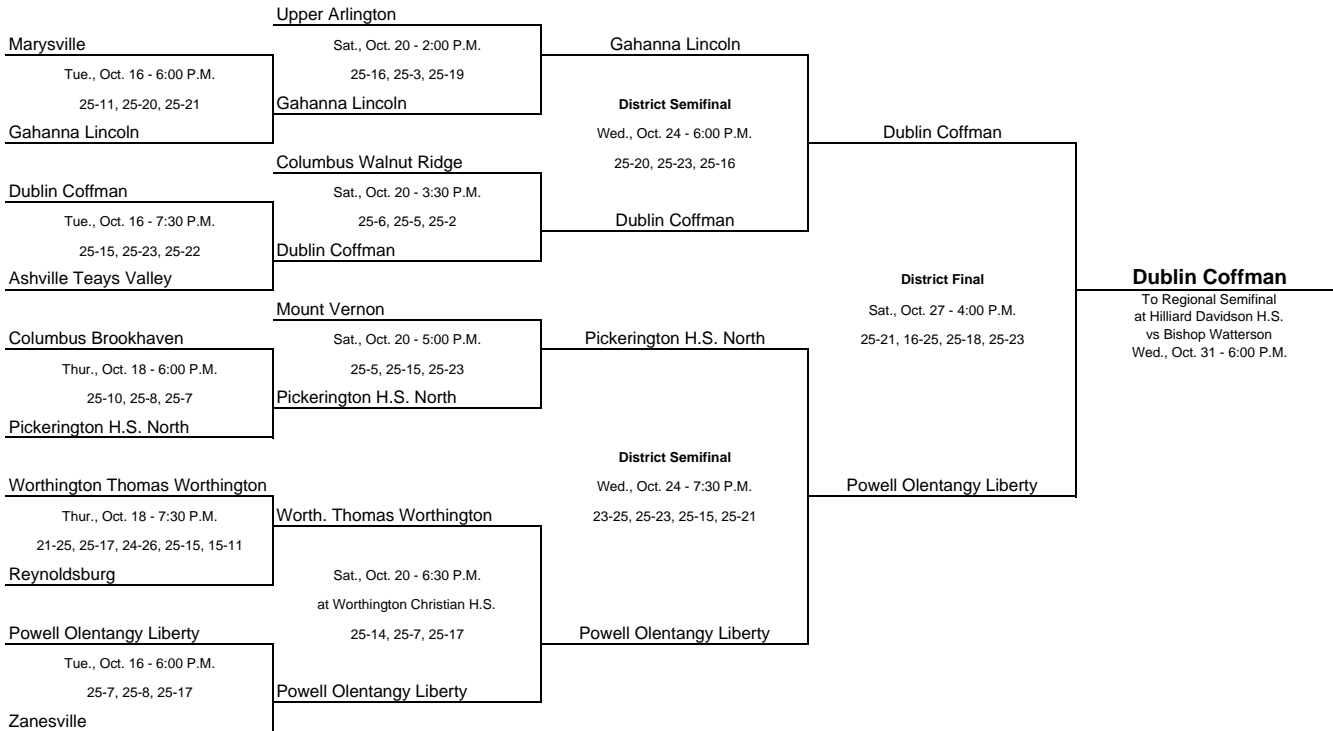 Upper Arlington
Marysville
Sat., Oct. 20 - 2:00 P.M.
Gahanna Lincoln
Tue., Oct. 16 - 6:00 P.M.
25-16, 25-3, 25-19
25-11, 25-20, 25-21
Gahanna Lincoln
District Semifinal
Gahanna Lincoln
Wed., Oct. 24 - 6:00 P.M.
Dublin Coffman
Columbus Walnut Ridge
25-20, 25-23, 25-16
Dublin Coffman
Sat., Oct. 20 - 3:30 P.M.
Tue., Oct. 16 - 7:30 P.M.
25-6, 25-5, 25-2
Dublin Coffman
25-15, 25-23, 25-22
Dublin Coffman
Ashville Teays Valley
District Final
Dublin Coffman
Mount Vernon
Sat., Oct. 27 - 4:00 P.M.
To Regional Semifinal
at Hilliard Davidson H.S.
Columbus Brookhaven
Sat., Oct. 20 - 5:00 P.M.
Pickerington H.S. North
25-21, 16-25, 25-18, 25-23
vs Bishop Watterson
Wed., Oct. 31 - 6:00 P.M.
Thur., Oct. 18 - 6:00 P.M.
25-5, 25-15, 25-23
25-10, 25-8, 25-7
Pickerington H.S. North
Pickerington H.S. North
District Semifinal
Worthington Thomas Worthington
Wed., Oct. 24 - 7:30 P.M.
Powell Olentangy Liberty
Thur., Oct. 18 - 7:30 P.M.
Worth. Thomas Worthington
23-25, 25-23, 25-15, 25-21
21-25, 25-17, 24-26, 25-15, 15-11
Reynoldsburg
Sat., Oct. 20 - 6:30 P.M.
at Worthington Christian H.S.
Powell Olentangy Liberty
25-14, 25-7, 25-17
Powell Olentangy Liberty
Tue., Oct. 16 - 6:00 P.M.
25-7, 25-8, 25-17
Powell Olentangy Liberty
Zanesville